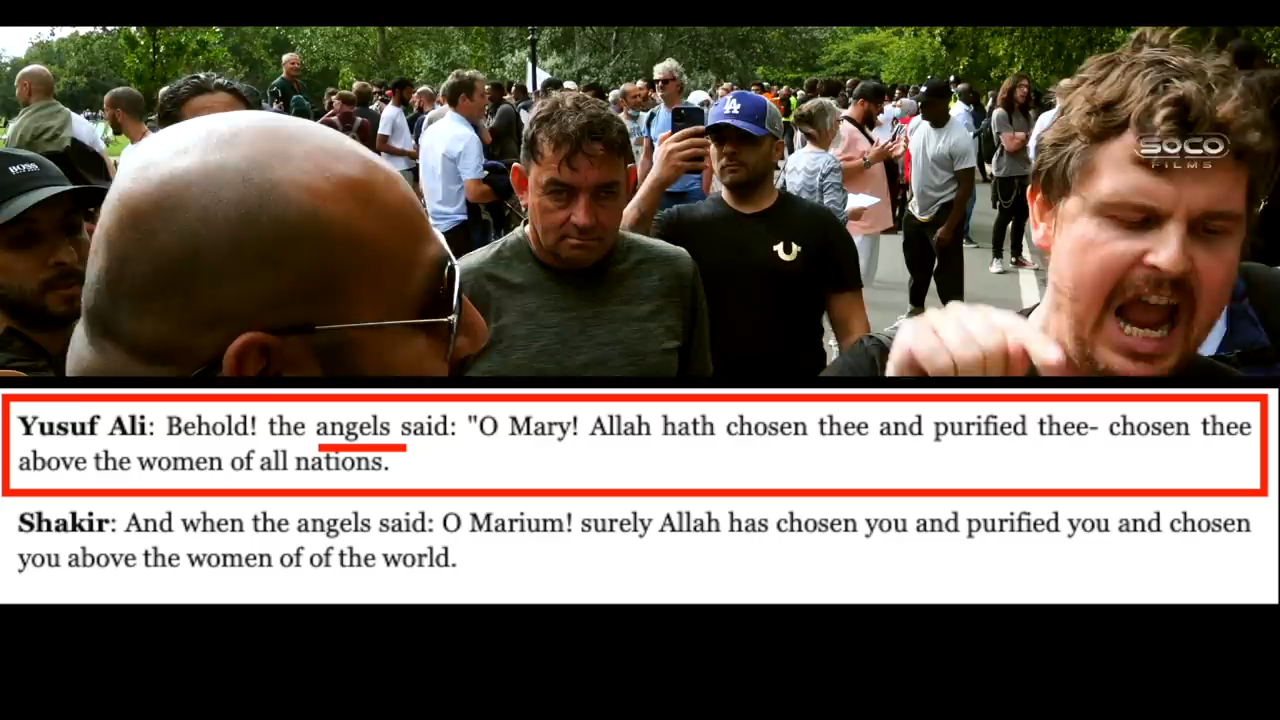 BOSS
LA
SOCO
FILMS
Yusuf Ali: Behold! the angels said: "O Mary! Allah hath chosen thee and purified thee- chosen thee
above the women of all nations.
Shakir: And when the angels said: O Marium! surely Allah has chosen you and purified you and chosen
you above the women of of the world.